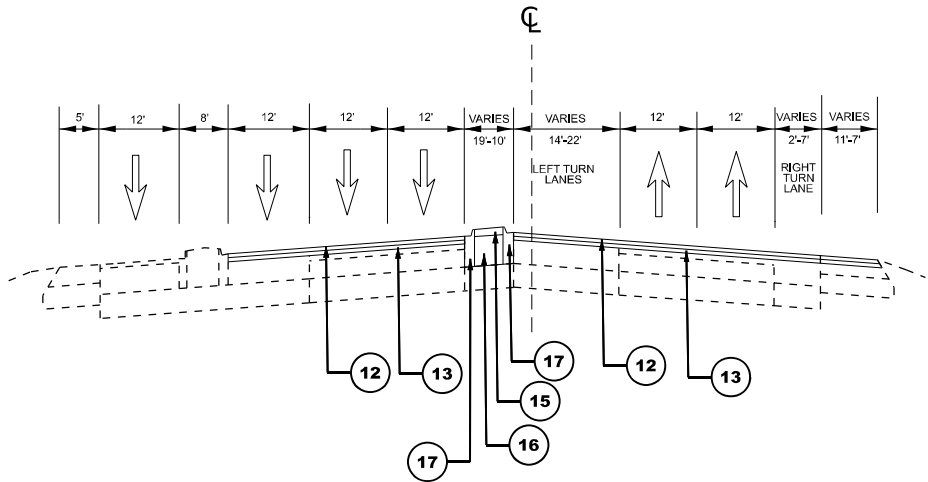 ℄
5' 12' 8' 12' 12' 12' VARIES VARIES 12' 12' VARIES VARIES
19'-10' 14'-22' 2'-7' 11'-7'
LEFT TURN
LANES
RIGHT
TURN
LANE
17
12 13 12 13
15
16
17